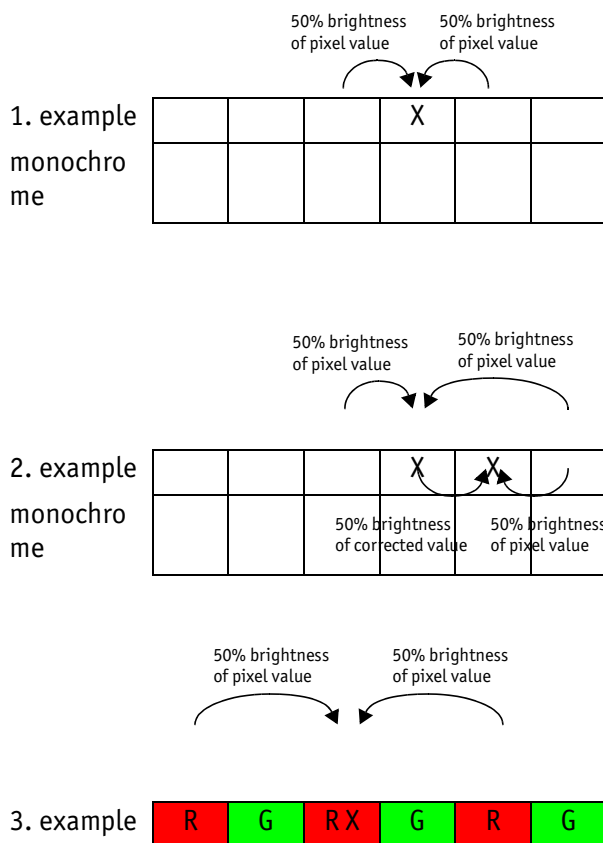 50% brightness
of pixel value
50% brightness
of pixel value
1. example
X
monochro
me
50% brightness
of pixel value
50% brightness
of pixel value
2. example
X
X
monochro
me
50% brightness
of corrected value
50% brightness
of pixel value
50% brightness
of pixel value
50% brightness
of pixel value
3. example
R G R X G R G